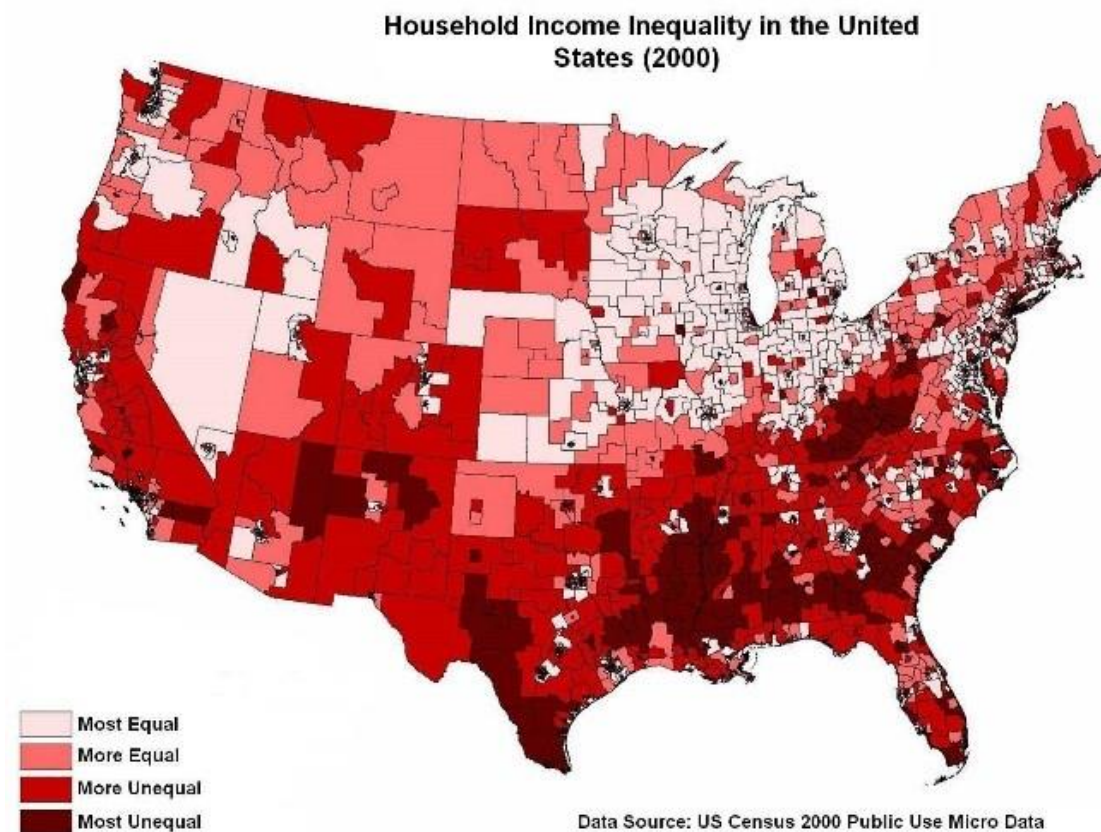 Household Income Inequality in the United
States (2000)
Most Equal
More Equal
More Unequal
Most Unequal
Data Source: US Census 2000 Public Use Micro Data